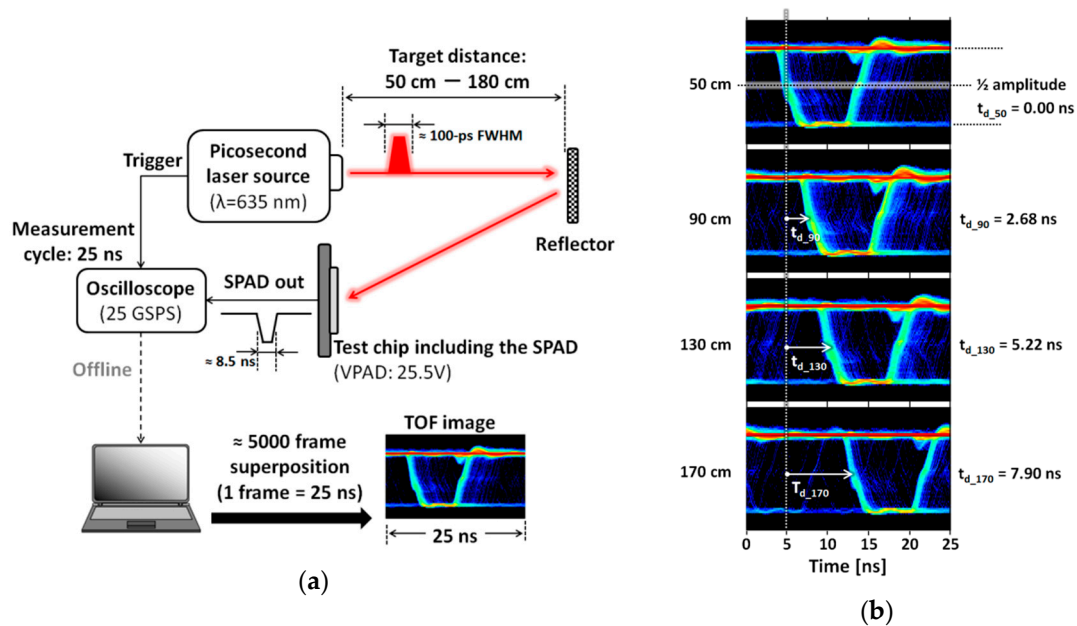 Target distance:
50 cm — 180 cm
≈ 100-ps FWHM
Trigger
Picosecond
laser source
(λ=635 nm)
Reflector
Measurement
cycle: 25 ns
Oscilloscope
(25 GSPS)
SPAD out
≈ 8.5 ns
Test chip including the SPAD
(VPAD: 25.5V)
Offline
≈ 5000 frame
superposition
(1 frame = 25 ns)
TOF image
25 ns
(a)
50 cm
½ amplitude
t_d_50 = 0.00 ns
90 cm
t_d_90
t_d_90 = 2.68 ns
130 cm
t_d_130
t_d_130 = 5.22 ns
170 cm
T_d_170
t_d_170 = 7.90 ns
0 5 10 15 20 25
Time [ns]
(b)